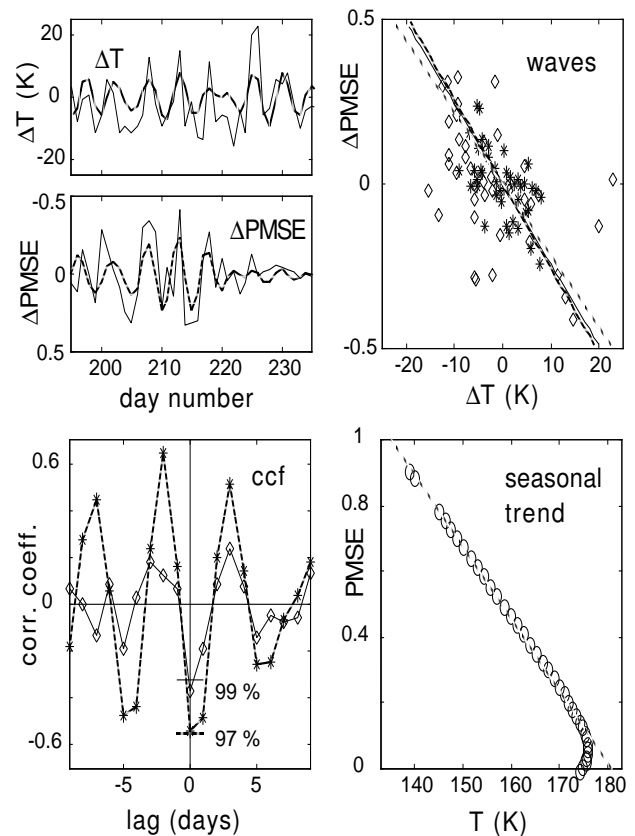 20
0
-20
ΔT (K)
ΔT
-0.5
0
0.5
ΔPMSE
ΔPMSE
200 210 220 230
day number
0.5
0
-0.5
ΔPMSE
waves
-20 -10 0 10 20
ΔT (K)
0.6
0
-0.6
corr. coeff.
ccf
99 %
97 %
-5 0 5
lag (days)
1
0.8
0.4
0
PMSE
seasonal
trend
140 150 160 170 180
T (K)